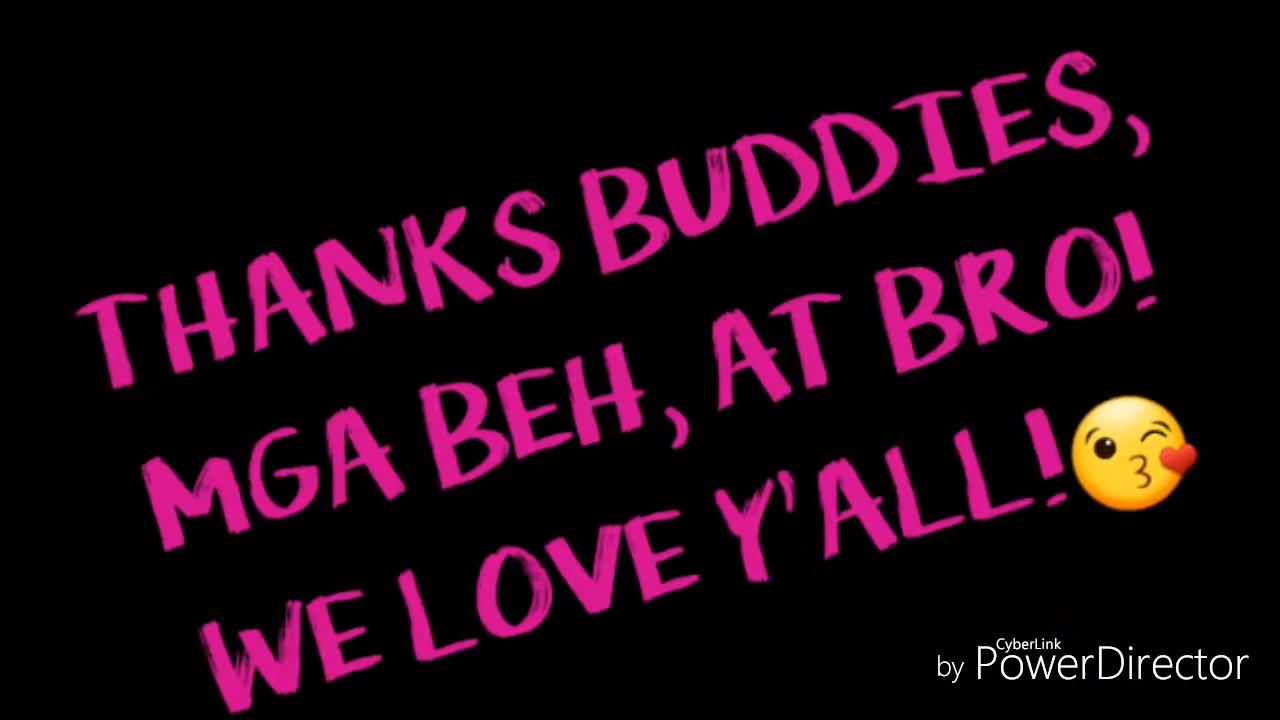 THANKS BUDDIES,
MGA BEH, AT BRO!
WE LOVE Y'ALL!😘
by CyberLink PowerDirector